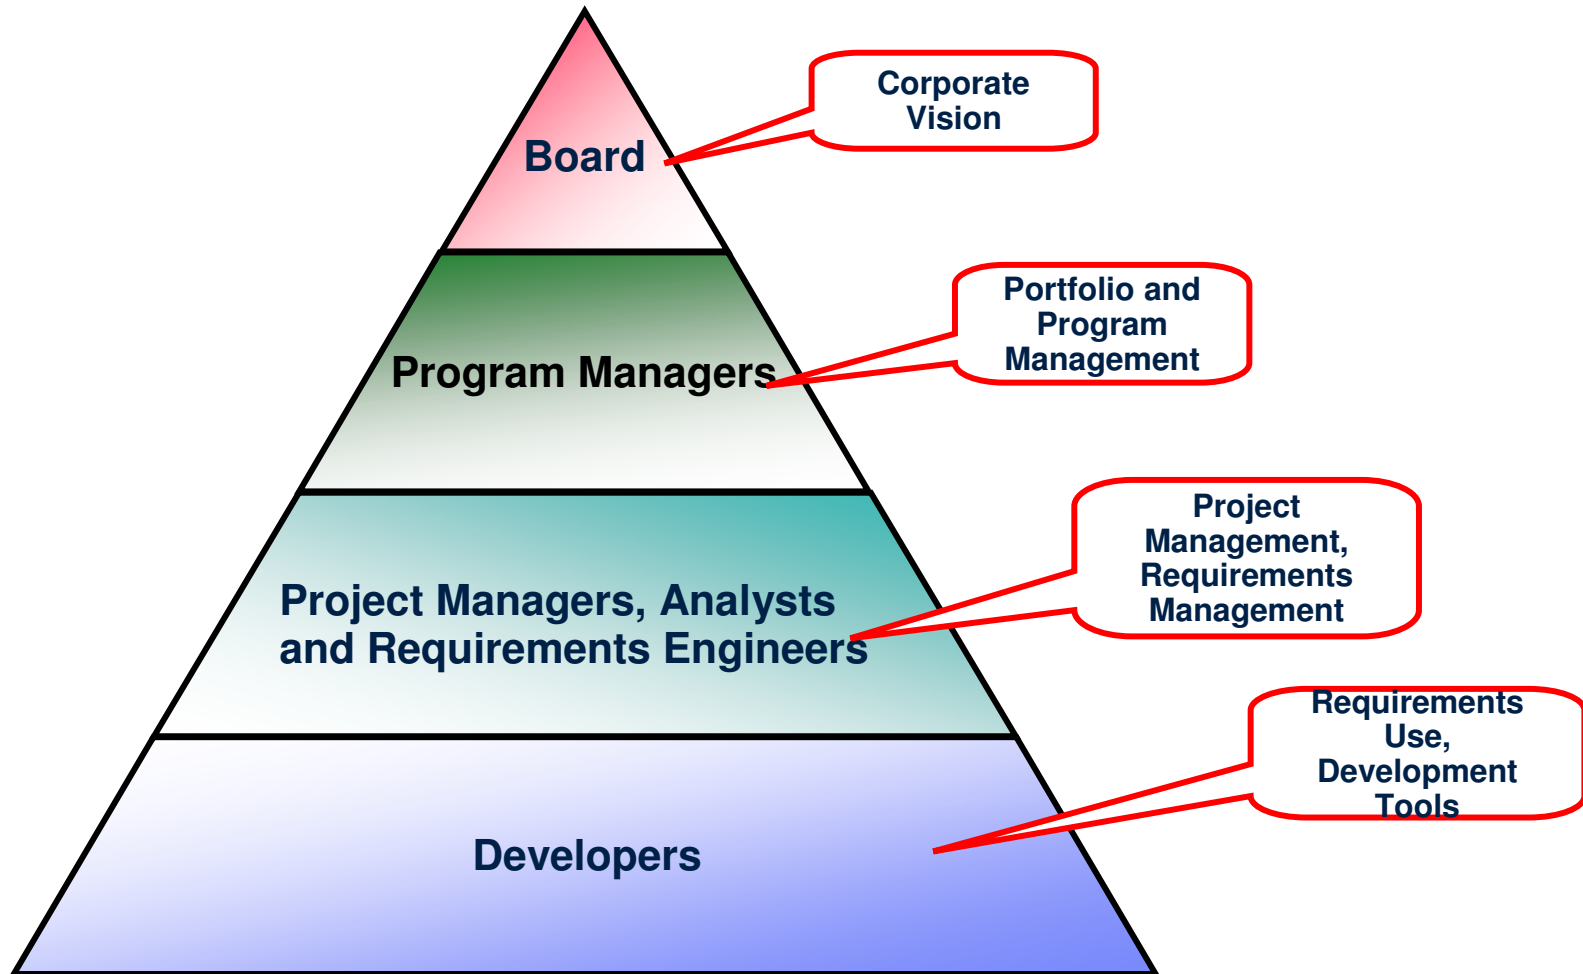 Corporate
Vision
Board
Portfolio and
Program
Management
Program Managers
Project
Management,
Requirements
Management
Project Managers, Analysts
and Requirements Engineers
Requirements
Use,
Development
Tools
Developers